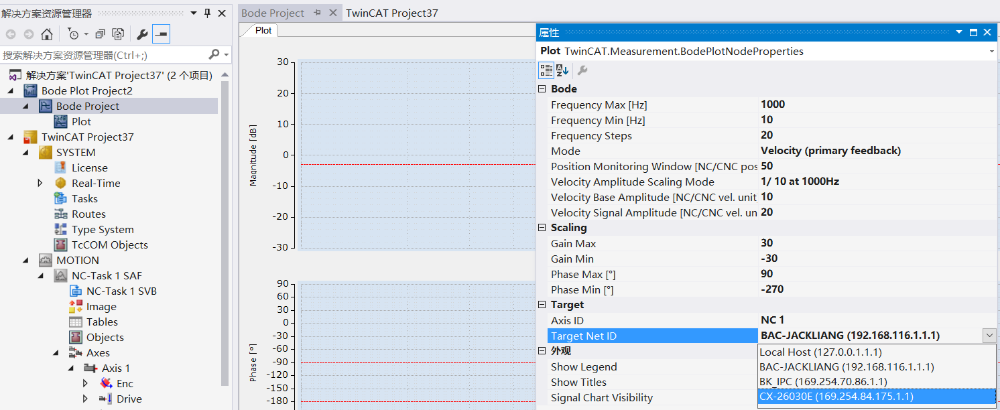 解决方案资源管理器
搜索解决方案资源管理器(Ctrl+;)
解决方案'TwinCAT Project37' (2 个项目)
Bode Plot Project2
Bode Project
Plot
TwinCAT Project37
SYSTEM
License
Real-Time
Tasks
Routes
Type System
TcCOM Objects
MOTION
NC-Task 1 SAF
NC-Task 1 SVB
Image
Tables
Objects
Axes
Axis 1
Enc
Drive
Bode Project
TwinCAT Project37
Plot
30
20
10
0
-10
-20
-30
Magnitude [dB]
90
60
30
0
-30
-60
-90
-120
-150
-180
Phase [°]
属性
Plot TwinCAT.Measurement.BodePlotNodeProperties
Bode
Frequency Max [Hz] 1000
Frequency Min [Hz] 10
Frequency Steps 20
Mode Velocity (primary feedback)
Position Monitoring Window [NC/CNC pos 50
Velocity Amplitude Scaling Mode 1/ 10 at 1000Hz
Velocity Base Amplitude [NC/CNC vel. unit 10
Velocity Signal Amplitude [NC/CNC vel. un 20
Scaling
Gain Max 30
Gain Min -30
Phase Max [°] 90
Phase Min [°] -270
Target
Axis ID NC 1
Target Net ID BAC-JACKLIANG (192.168.116.1.1.1)
外观
Show Legend
Show Titles
Signal Chart Visibility
Local Host (127.0.0.1.1.1)
BAC-JACKLIANG (192.168.116.1.1.1)
BK_IPC (169.254.70.86.1.1)
CX-26030E (169.254.84.175.1.1)